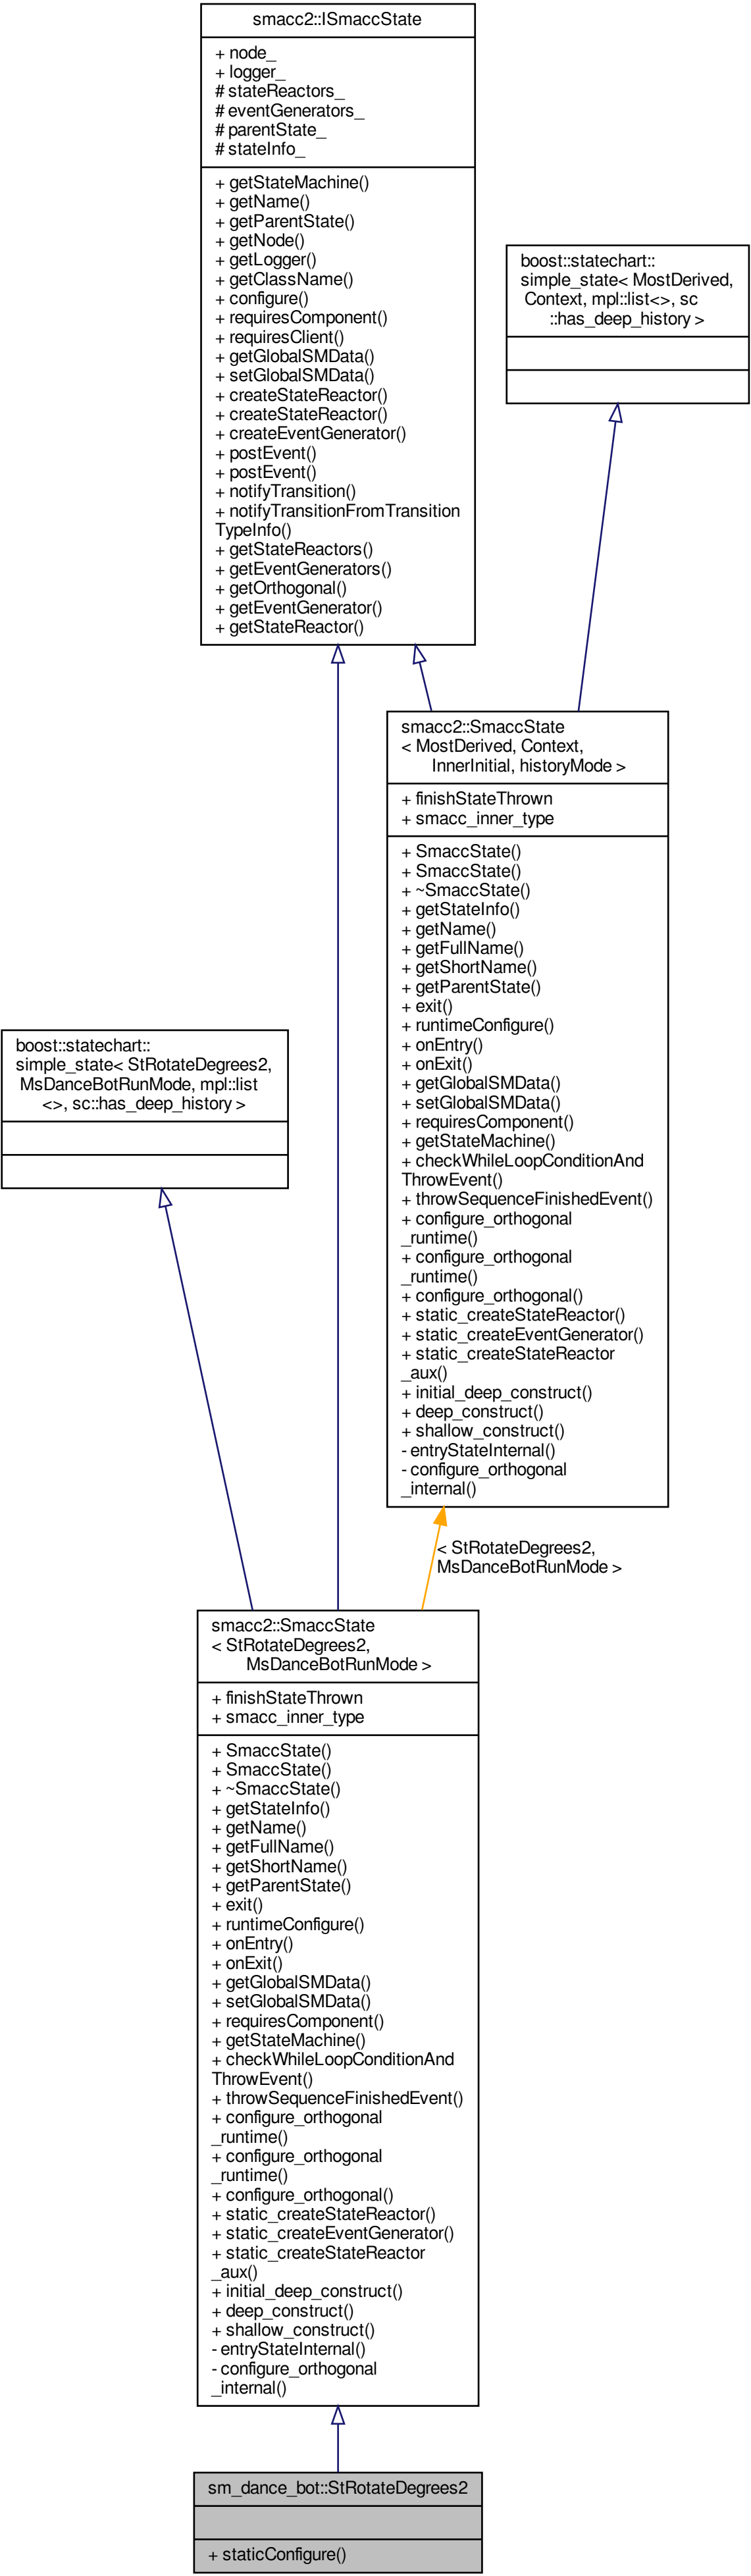 smacc2::ISmaccState
+ node_
+ logger_
# stateReactors_
# eventGenerators_
# parentState_
# stateInfo_
+ getStateMachine()
+ getName()
+ getParentState()
+ getNode()
+ getLogger()
+ getClassName()
+ configure()
+ requiresComponent()
+ requiresClient()
+ getGlobalSMData()
+ setGlobalSMData()
+ createStateReactor()
+ createStateReactor()
+ createEventGenerator()
+ postEvent()
+ postEvent()
+ notifyTransition()
+ notifyTransitionFromTransition
TypeInfo()
+ getStateReactors()
+ getEventGenerators()
+ getOrthogonal()
+ getEventGenerator()
+ getStateReactor()
boost::statechart::
simple_state< MostDerived,
Context, mpl::list<>, sc
::has_deep_history >
smacc2::SmaccState
< MostDerived, Context,
InnerInitial, historyMode >
+ finishStateThrown
+ smacc_inner_type
+ SmaccState()
+ SmaccState()
+ ~SmaccState()
+ getStateInfo()
+ getName()
+ getFullName()
+ getShortName()
+ getParentState()
+ exit()
+ runtimeConfigure()
+ onEntry()
+ onExit()
+ getGlobalSMData()
+ setGlobalSMData()
+ requiresComponent()
+ getStateMachine()
+ checkWhileLoopConditionAnd
ThrowEvent()
+ throwSequenceFinishedEvent()
+ configure_orthogonal
_runtime()
+ configure_orthogonal
_runtime()
+ configure_orthogonal()
+ static_createStateReactor()
+ static_createEventGenerator()
+ static_createStateReactor
_aux()
+ initial_deep_construct()
+ deep_construct()
+ shallow_construct()
- entryStateInternal()
- configure_orthogonal
_internal()
boost::statechart::
simple_state< StRotateDegrees2,
MsDanceBotRunMode, mpl::list
<>, sc::has_deep_history >
< StRotateDegrees2,
MsDanceBotRunMode >
smacc2::SmaccState
< StRotateDegrees2,
MsDanceBotRunMode >
+ finishStateThrown
+ smacc_inner_type
+ SmaccState()
+ SmaccState()
+ ~SmaccState()
+ getStateInfo()
+ getName()
+ getFullName()
+ getShortName()
+ getParentState()
+ exit()
+ runtimeConfigure()
+ onEntry()
+ onExit()
+ getGlobalSMData()
+ setGlobalSMData()
+ requiresComponent()
+ getStateMachine()
+ checkWhileLoopConditionAnd
ThrowEvent()
+ throwSequenceFinishedEvent()
+ configure_orthogonal
_runtime()
+ configure_orthogonal
_runtime()
+ configure_orthogonal()
+ static_createStateReactor()
+ static_createEventGenerator()
+ static_createStateReactor
_aux()
+ initial_deep_construct()
+ deep_construct()
+ shallow_construct()
- entryStateInternal()
- configure_orthogonal
_internal()
sm_dance_bot::StRotateDegrees2
+ staticConfigure()